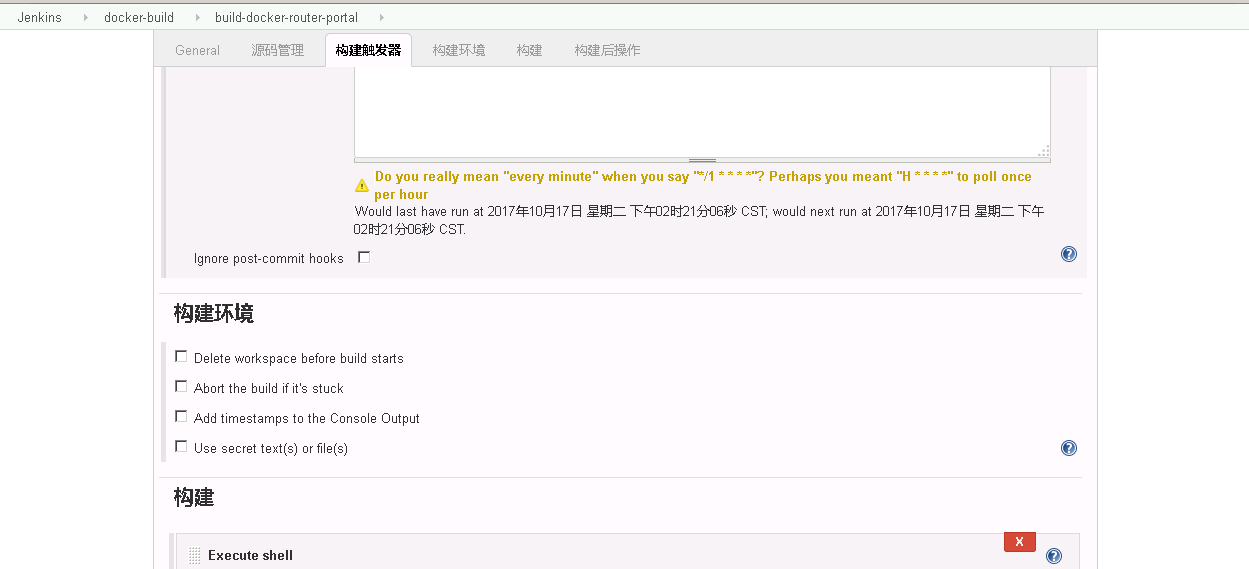 Jenkins docker-build build-docker-router-portal
General 源码管理 构建触发器 构建环境 构建 构建后操作
Do you really mean "every minute" when you say "*/1 * * * *"? Perhaps you meant "H * * * *" to poll once
per hour
Would last have run at 2017年10月17日 星期二 下午02时21分06秒 CST; would next run at 2017年10月17日 星期二 下午
02时21分06秒 CST.
Ignore post-commit hooks
构建环境
Delete workspace before build starts
Abort the build if it's stuck
Add timestamps to the Console Output
Use secret text(s) or file(s)
构建
X
Execute shell